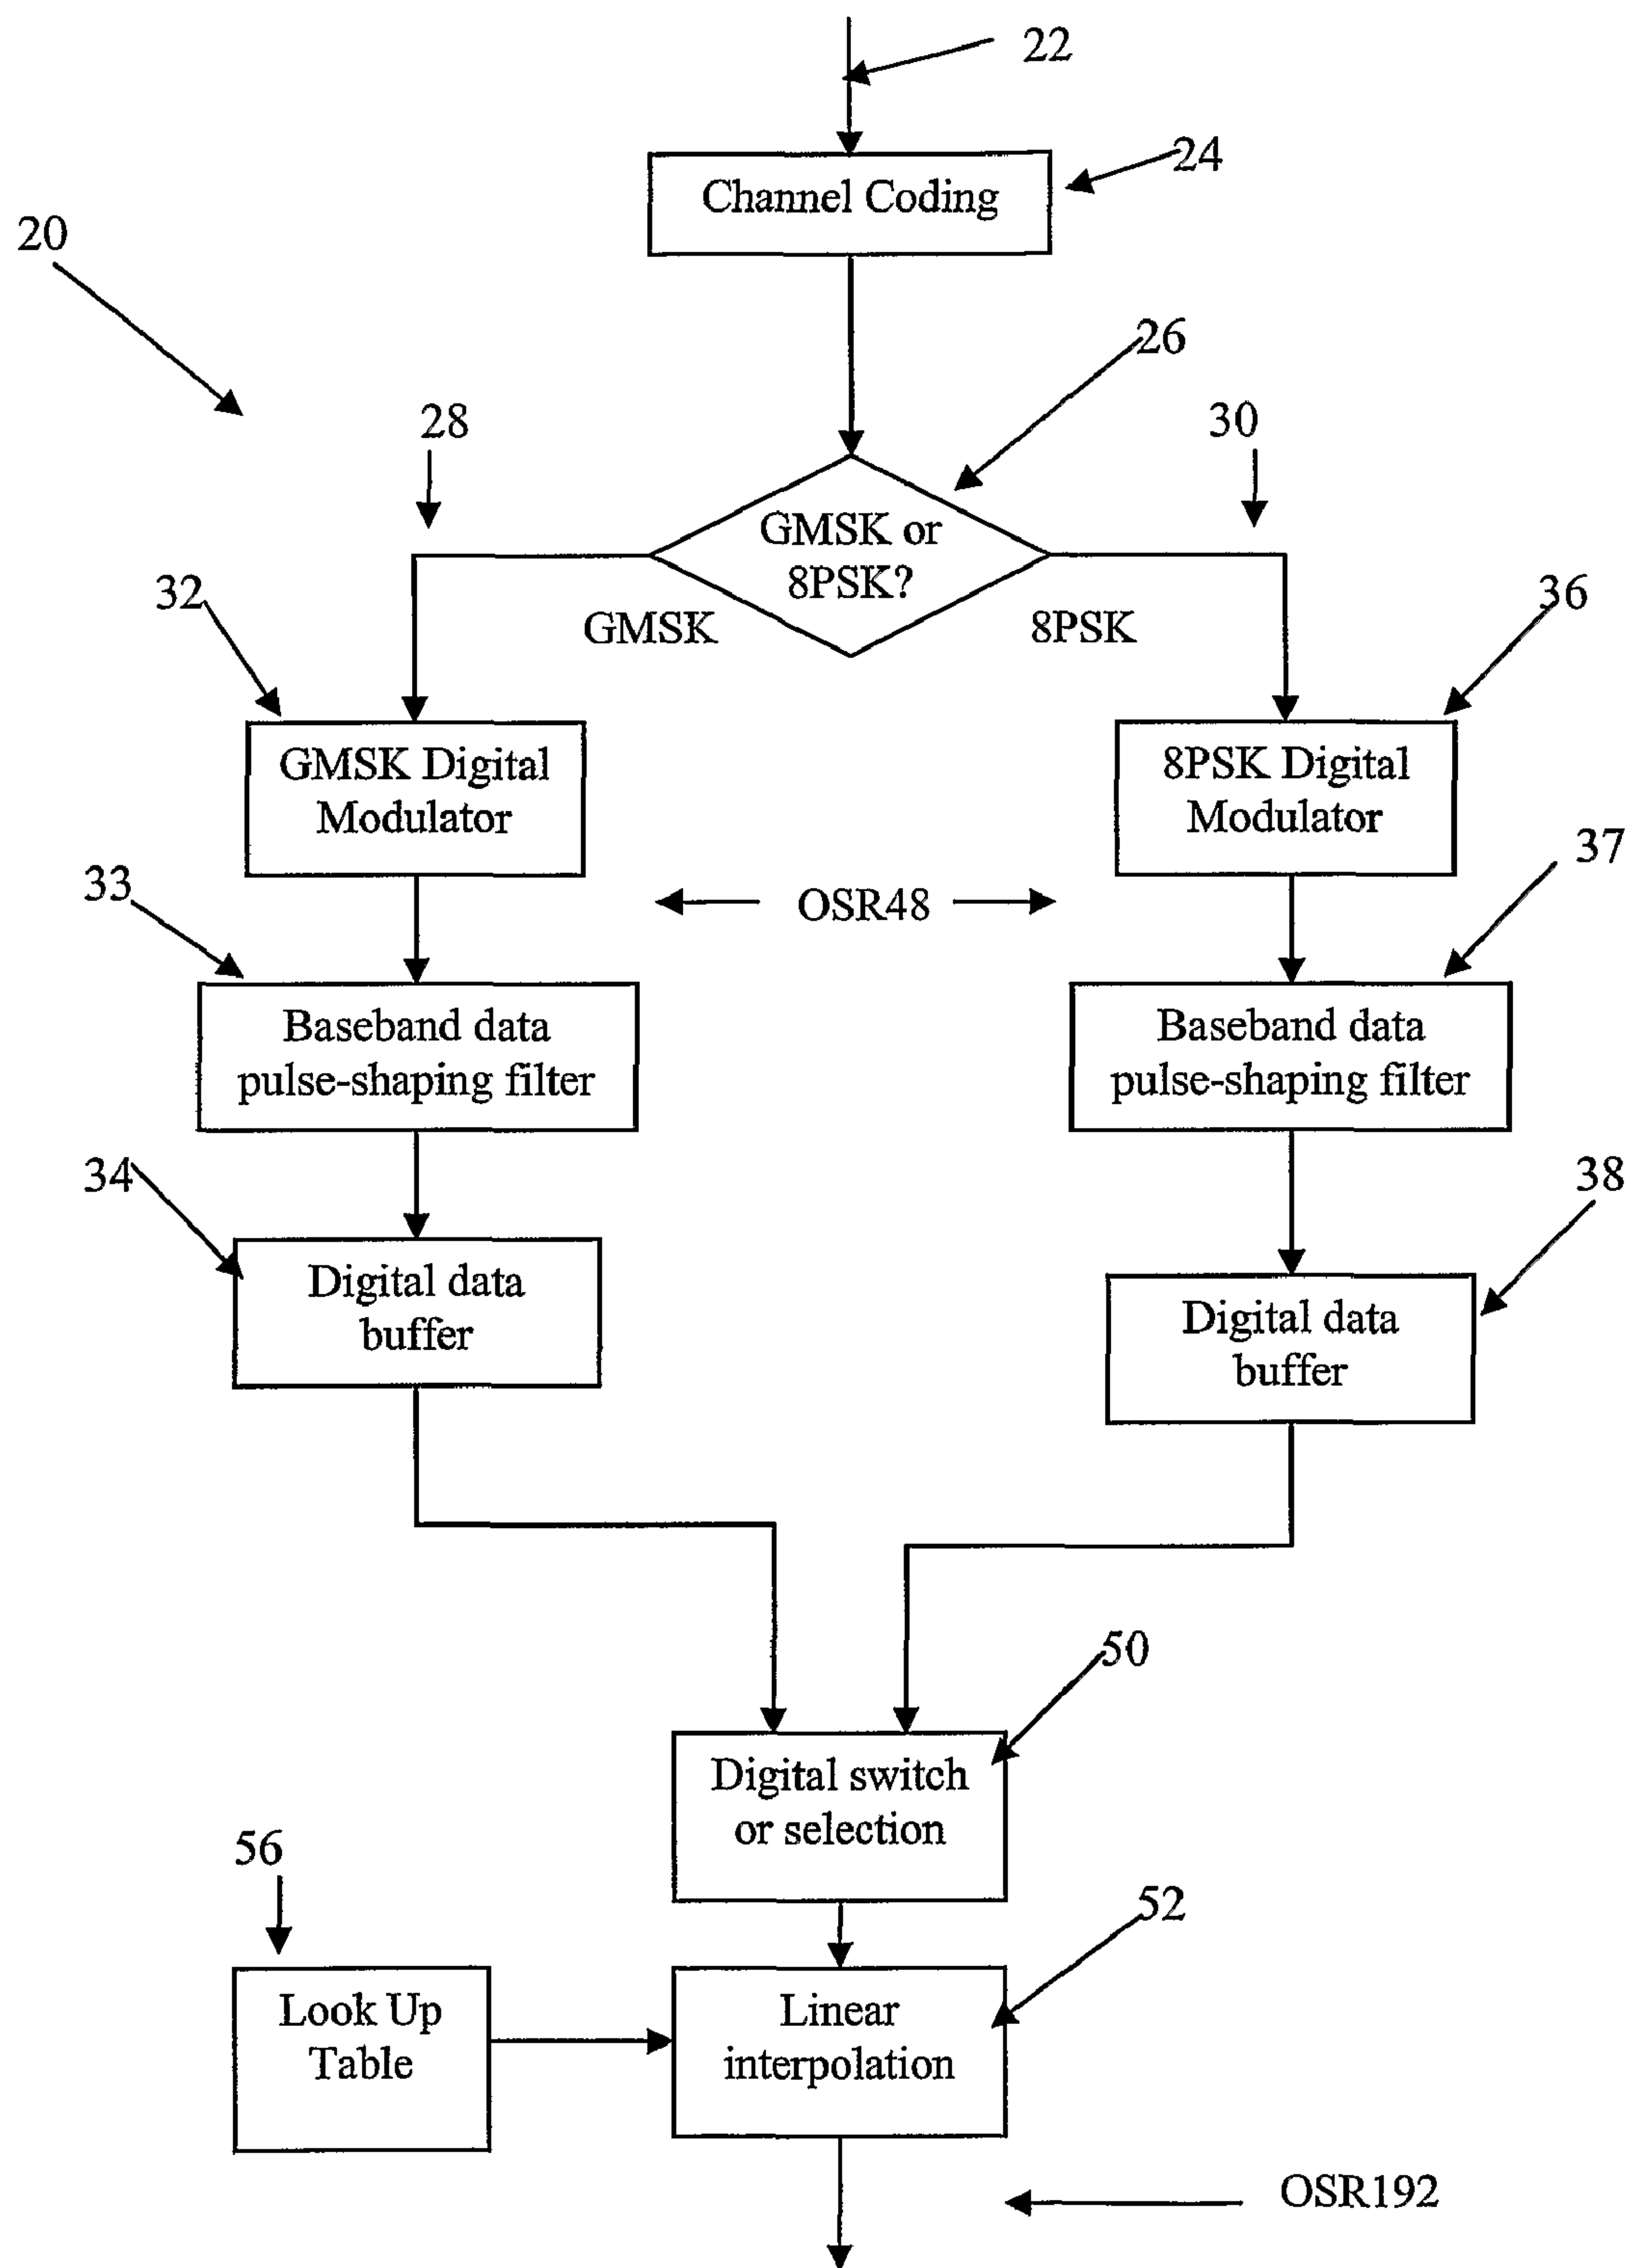 22
24
Channel Coding
20
26
28
30
GMSK or
8PSK?
32
36
GMSK
8PSK
GMSK Digital
Modulator
8PSK Digital
Modulator
33
37
OSR48
Baseband data
pulse-shaping filter
Baseband data
pulse-shaping filter
34
38
Digital data
buffer
Digital data
buffer
50
Digital switch
or selection
56
52
Look Up
Table
Linear
interpolation
OSR192